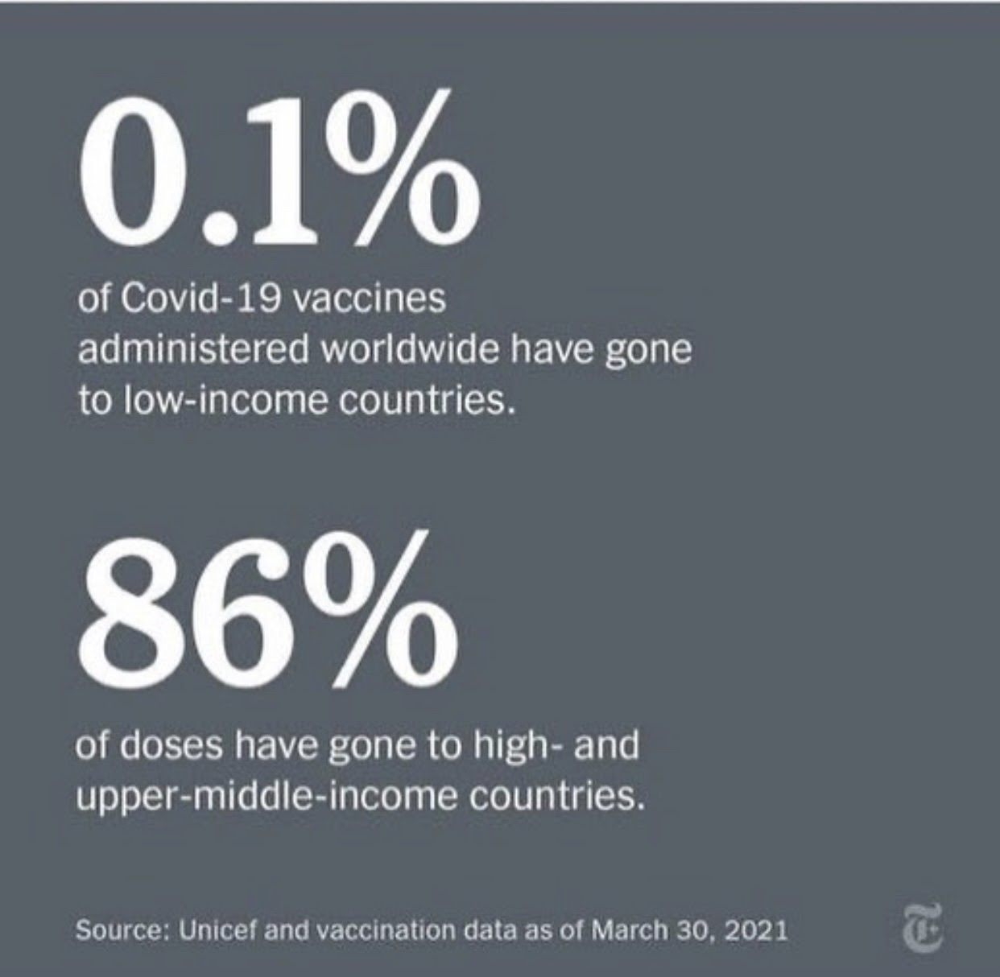 0.1%
of Covid-19 vaccines
administered worldwide have gone
to low-income countries.
86%
of doses have gone to high- and
upper-middle-income countries.
Source: Unicef and vaccination data as of March 30, 2021
T